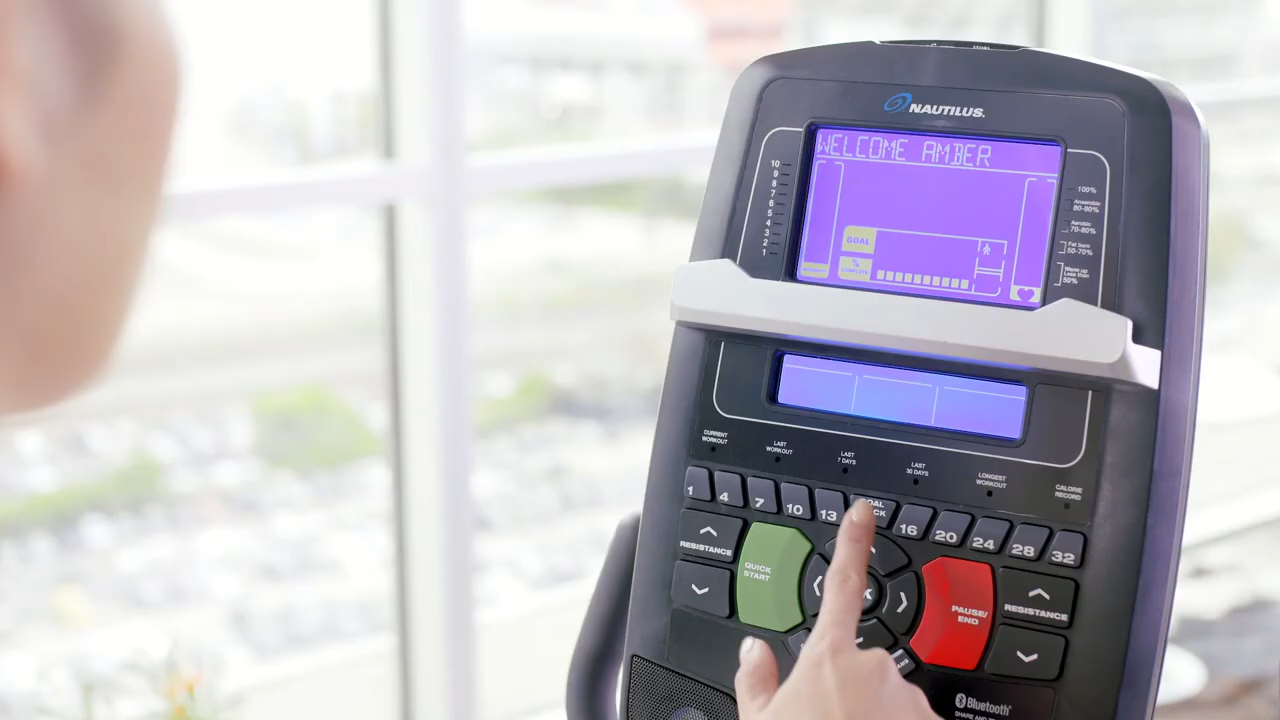 NAUTILUS.
WELCOME AMBER
10
9
8
7
6
5
4
3
2
1
100%
Anaerobic
80-90%
Aerobic
70-80%
Fat burn
50-70%
Warm up
Less than
50%
GOAL
%
COMPLETE
CURRENT
WORKOUT
LAST
WORKOUT
LAST
7 DAYS
LAST
30 DAYS
LONGEST
WORKOUT
CALORIE
RECORD
1
4
7
10
13
16
20
24
28
32
RESISTANCE
QUICK
START
PAUSE/
END
RESISTANCE
Bluetooth